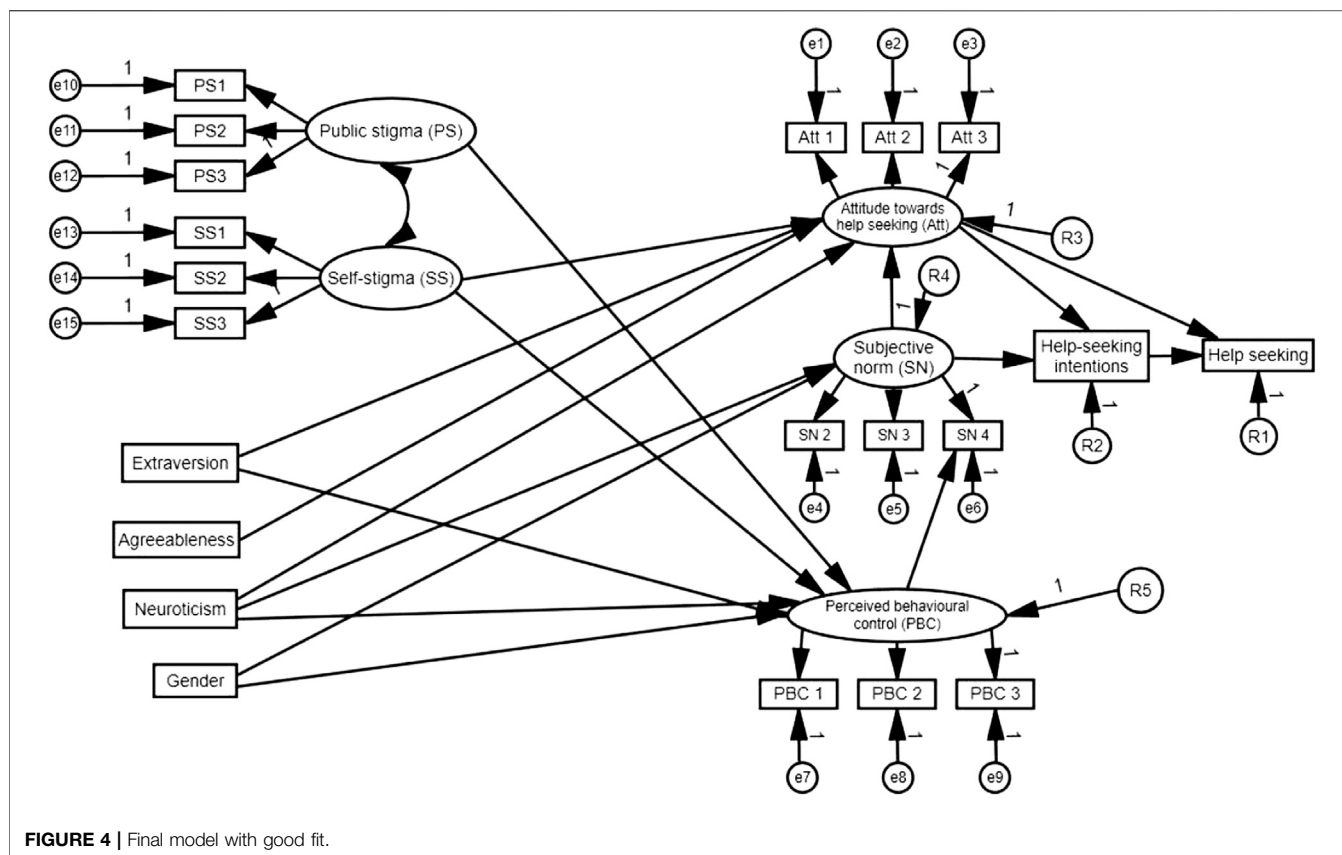 e1
e2
e3
1
1
1
Att 1
Att 2
Att 3
1
e10
1
PS1
e11
1
PS2
e12
1
PS3
Public stigma (PS)
e13
1
SS1
e14
1
SS2
e15
1
SS3
Self-stigma (SS)
Attitude towards
help seeking (Att)
1
R3
R4
1
Subjective
norm (SN)
Help-seeking
intentions
Help seeking
1
R2
1
R1
1
SN 2
SN 3
SN 4
1
1
1
e4
e5
e6
Extraversion
Agreeableness
Neuroticism
Gender
Perceived behavioural
control (PBC)
1
R5
1
PBC 1
PBC 2
PBC 3
1
1
1
e7
e8
e9
FIGURE 4 | Final model with good fit.